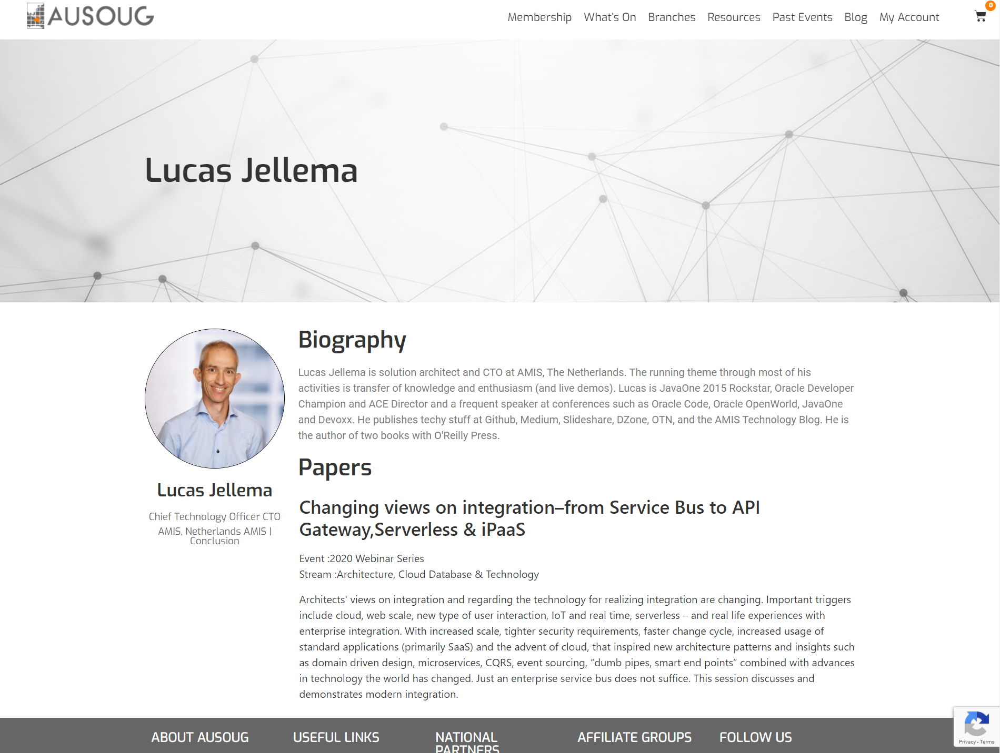 AUSOUG
Membership What's On Branches Resources Past Events Blog My Account
0
Lucas Jellema
Lucas Jellema
Chief Technology Officer CTO
AMIS, Netherlands AMIS |
Conclusion
Biography
Lucas Jellema is solution architect and CTO at AMIS, The Netherlands. The running theme through most of his
activities is transfer of knowledge and enthusiasm (and live demos). Lucas is JavaOne 2015 Rockstar, Oracle Developer
Champion and ACE Director and a frequent speaker at conferences such as Oracle Code, Oracle OpenWorld, JavaOne
and Devoxx. He publishes techy stuff at Github, Medium, Slideshare, DZone, OTN, and the AMIS Technology Blog. He is
the author of two books with O'Reilly Press.
Papers
Changing views on integration–from Service Bus to API
Gateway,Serverless & iPaaS
Event :2020 Webinar Series
Stream :Architecture, Cloud Database & Technology
Architects' views on integration and regarding the technology for realizing integration are changing. Important triggers
include cloud, web scale, new type of user interaction, IoT and real time, serverless – and real life experiences with
enterprise integration. With increased scale, tighter security requirements, faster change cycle, increased usage of
standard applications (primarily SaaS) and the advent of cloud, that inspired new architecture patterns and insights such
as domain driven design, microservices, CQRS, event sourcing, “dumb pipes, smart end points” combined with advances
in technology the world has changed. Just an enterprise service bus does not suffice. This session discusses and
demonstrates modern integration.
ABOUT AUSOUG
USEFUL LINKS
NATIONAL
PARTNERS
AFFILIATE GROUPS
FOLLOW US
Privacy - Terms